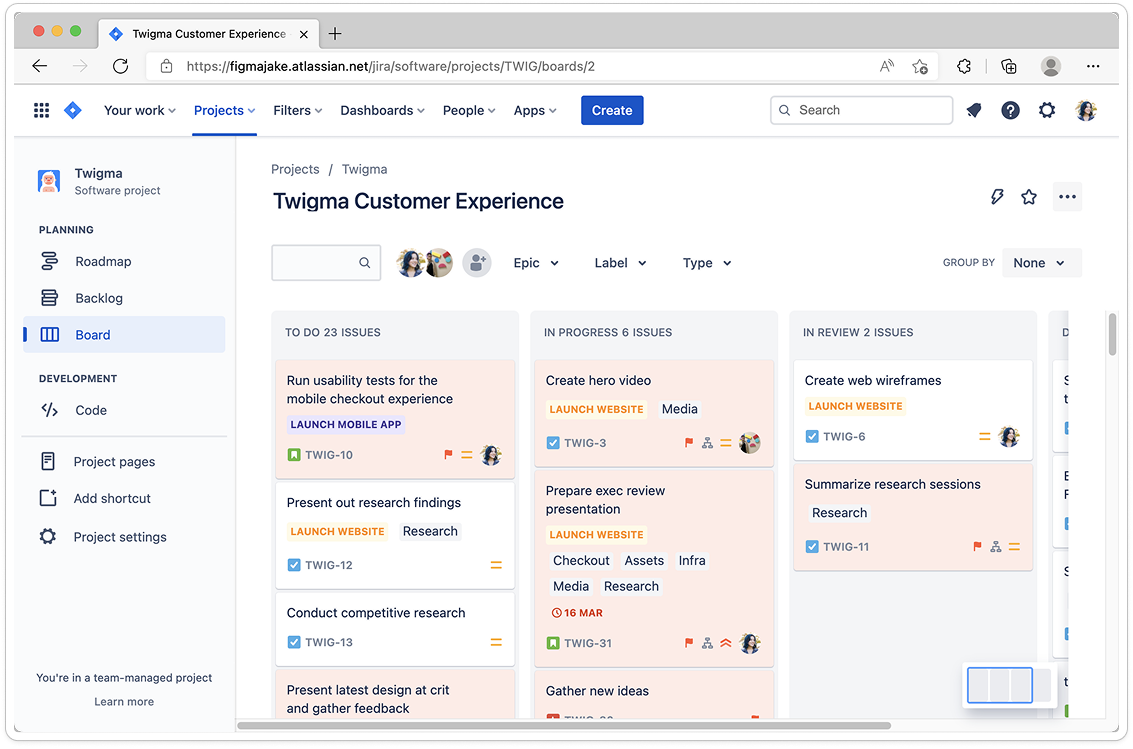 Twigma Customer Experience
https://figmajake.atlassian.net/jira/software/projects/TWIG/boards/2
Your work
Projects
Filters
Dashboards
People
Apps
Create
Search
Twigma
Software project
PLANNING
Roadmap
Backlog
Board
DEVELOPMENT
Code
Project pages
Add shortcut
Project settings
You're in a team-managed project
Learn more
Projects / Twigma
Twigma Customer Experience
Epic
Label
Type
GROUP BY
None
TO DO 23 ISSUES
Run usability tests for the
mobile checkout experience
LAUNCH MOBILE APP
TWIG-10
Present out research findings
LAUNCH WEBSITE Research
TWIG-12
Conduct competitive research
TWIG-13
Present latest design at crit
and gather feedback
IN PROGRESS 6 ISSUES
Create hero video
LAUNCH WEBSITE Media
TWIG-3
Prepare exec review
presentation
LAUNCH WEBSITE
Checkout Assets Infra
Media Research
16 MAR
TWIG-31
Gather new ideas
IN REVIEW 2 ISSUES
Create web wireframes
LAUNCH WEBSITE
TWIG-6
Summarize research sessions
Research
TWIG-11